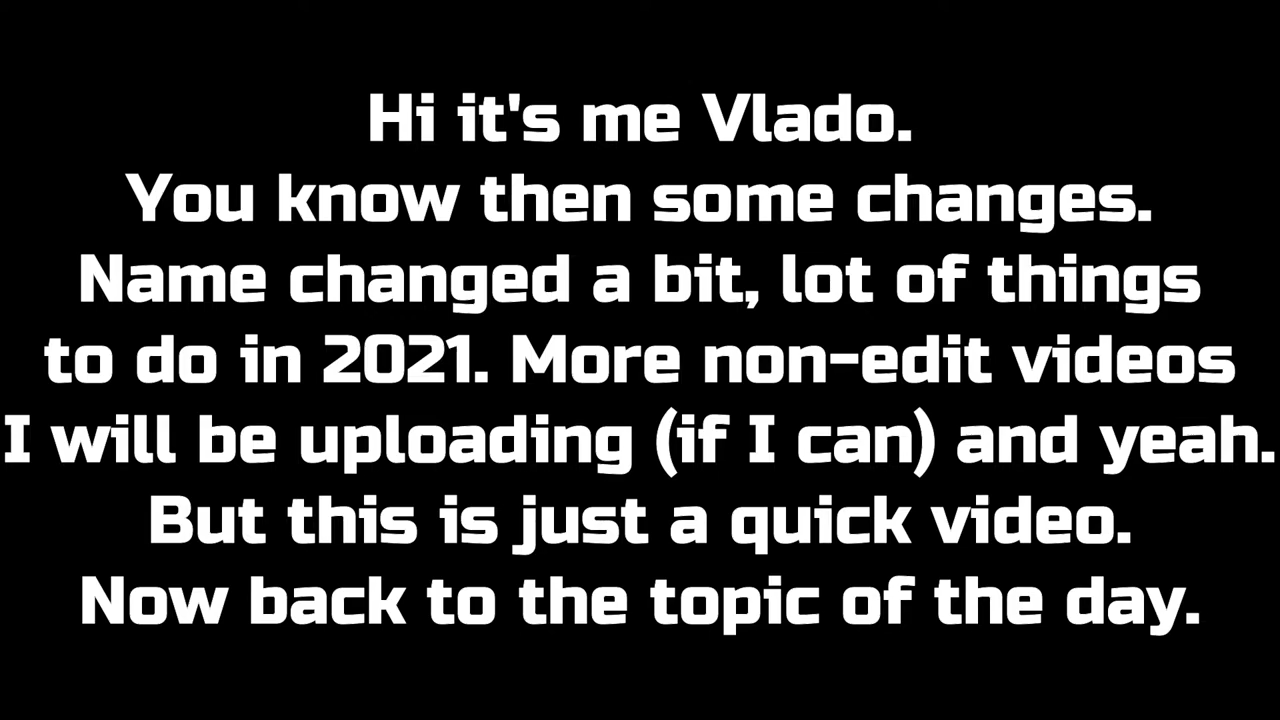 Hi it's me Vlado.
You know then some changes.
Name changed a bit, lot of things
to do in 2021. More non-edit videos
I will be uploading (if I can) and yeah.
But this is just a quick video.
Now back to the topic of the day.